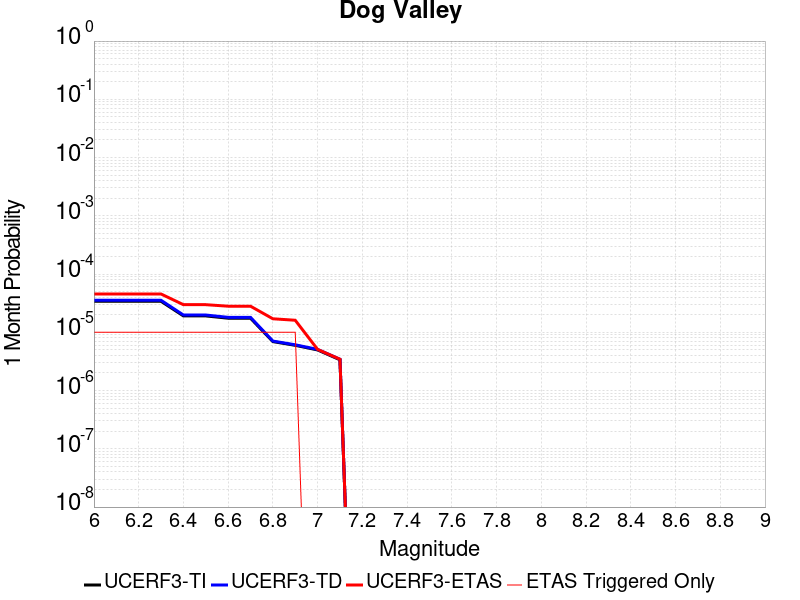 Dog Valley
10^0
10^-1
10^-2
10^-3
10^-4
10^-5
10^-6
10^-7
10^-8
1 Month Probability
6 6.2 6.4 6.6 6.8 7 7.2 7.4 7.6 7.8 8 8.2 8.4 8.6 8.8 9
Magnitude
UCERF3-TI UCERF3-TD UCERF3-ETAS ETAS Triggered Only